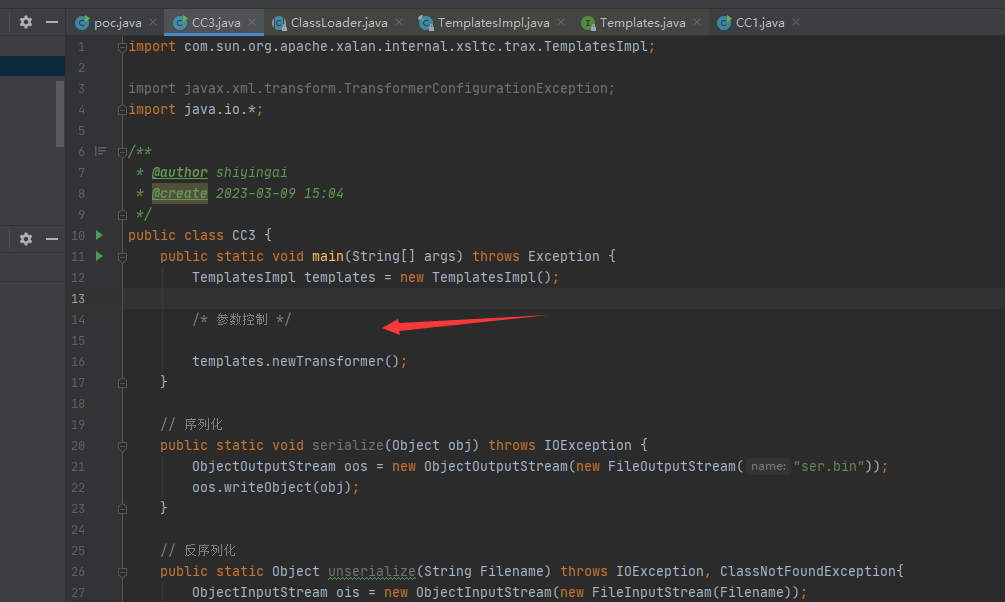 poc.java CC3.java ClassLoader.java TemplatesImpl.java Templates.java CC1.java
1 import com.sun.org.apache.xalan.internal.xsltc.trax.TemplatesImpl;
2
3 import javax.xml.transform.TransformerConfigurationException;
4 import java.io.*;
5
6 /**
7  * @author shiyingai
8  * @create 2023-03-09 15:04
9  */
10 public class CC3 {
11     public static void main(String[] args) throws Exception {
12         TemplatesImpl templates = new TemplatesImpl();
13
14         /* 参数控制 */
15
16         templates.newTransformer();
17     }
18
19     // 序列化
20     public static void serialize(Object obj) throws IOException {
21         ObjectOutputStream oos = new ObjectOutputStream(new FileOutputStream( name: "ser.bin"));
22         oos.writeObject(obj);
23     }
24
25     // 反序列化
26     public static Object unserialize(String Filename) throws IOException, ClassNotFoundException{
27         ObjectInputStream ois = new ObjectInputStream(new FileInputStream(Filename));